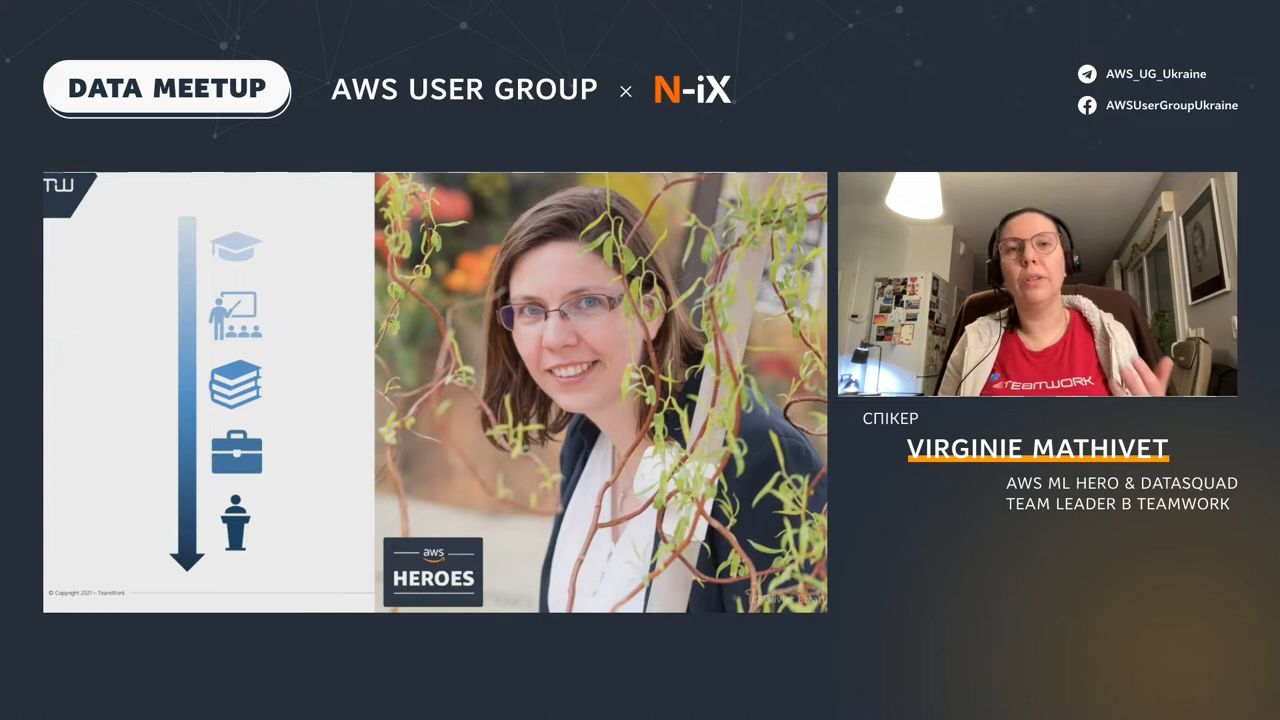 DATA MEETUP
AWS USER GROUP × N-iX
AWS_UG_Ukraine
AWSUserGroupUkraine
TW
aws
HEROES
© Copyright 2021 – TeamWork
TEAMWORK
СПІКЕР
VIRGINIE MATHIVET
AWS ML HERO & DATASQUAD
TEAM LEADER В TEAMWORK